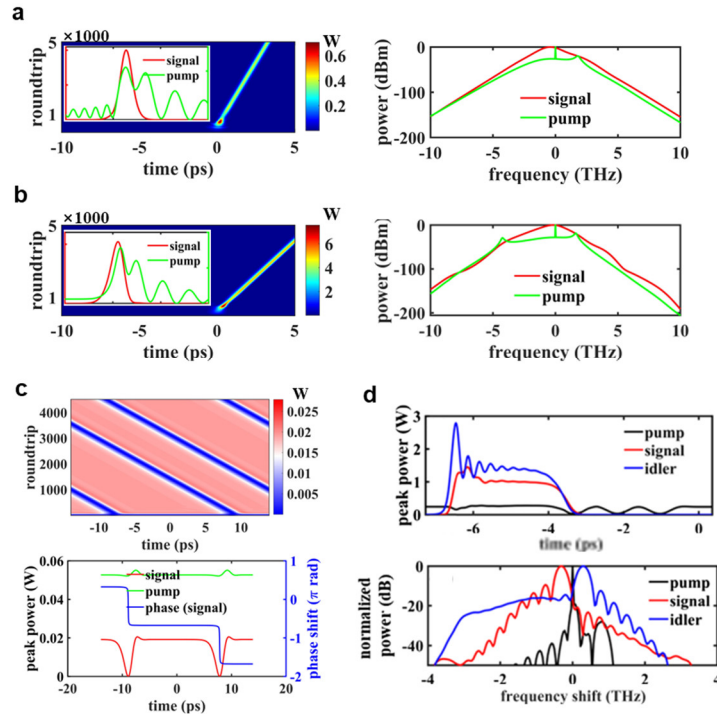 a
5 ×1000
signal
pump
1
roundtrip
-10 -5 0 5
time (ps)
W
0.6
0.4
0.2
0
-100
-200
power (dBm)
signal
pump
-10 -5 0 5 10
frequency (THz)
b
5 ×1000
signal
pump
1
roundtrip
-10 -5 0 5
time (ps)
W
6
4
2
0
-100
-200
power (dBm)
signal
pump
-10 -5 0 5 10
frequency (THz)
c
W
4000
3000
2000
1000
roundtrip
0.025
0.02
0.015
0.01
0.005
-10 -5 0 5 10
time (ps)
0.06
0.04
0.02
0
peak power (W)
signal
pump
phase (signal)
1
0
-1
-2
phase shift (π rad)
-20 -10 0 10 20
time (ps)
d
3
2
1
0
peak power (W)
pump
signal
idler
-6 -4 -2 0
time (ps)
0
-20
-40
normalized
power (dB)
pump
signal
idler
-4 -2 0 2 4
frequency shift (THz)